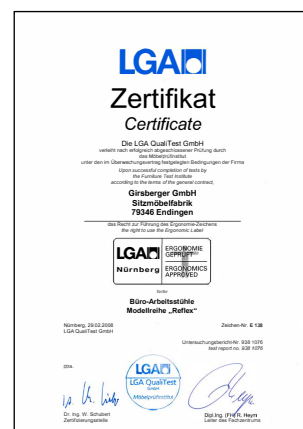 LGA
Zertifikat
Certificate
Die LGA QualiTest GmbH
verleiht nach erfolgreich abgeschlossener Prüfung durch
das Möbelprüfinstitut
unter den im Überwachungsvertrag festgelegten Bedingungen der Firma
Upon successful completion of tests by
the Furniture Test Institute
according to the terms of the general contract,
Girsberger GmbH
Sitzmöbelfabrik
79346 Endingen
das Recht zur Führung des Ergonomie-Zeichens
the right to use the Ergonomic Label
LGA
Nürnberg
ERGONOMIE
GEPRÜFT
ERGONOMICS
APPROVED
Büro-Arbeitsstühle
Modellreihe „Reflex“
Nürnberg, 29.02.2008
LGA QualiTest GmbH
Zeichen-Nr. E 138
Untersuchungsbericht-Nr. 938 1076
test report no. 938 1076
ppa.
LGA
LGA QualiTest
GmbH
Möbelprüfinstitut
Dr. Ing. W. Schubert
Zertifizierungsstelle
Dipl.Ing. (FH) R. Heym
Leiter des Fachzentrums